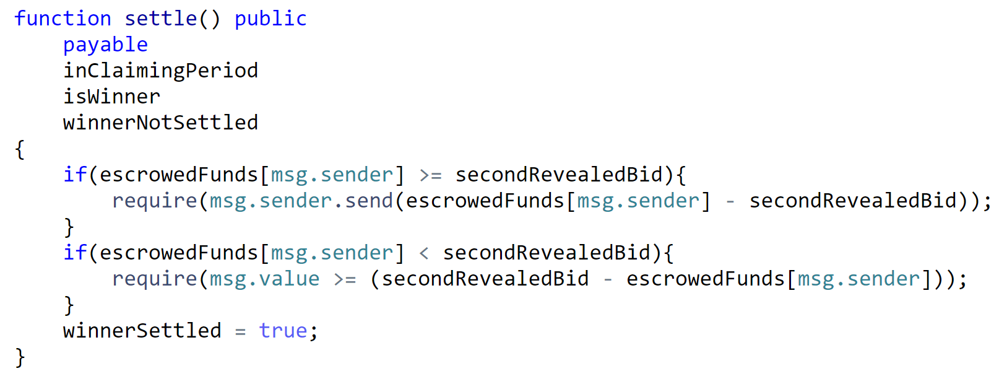 function settle() public
    payable
    inClaimingPeriod
    isWinner
    winnerNotSettled
{
    if(escrowedFunds[msg.sender] >= secondRevealedBid){
        require(msg.sender.send(escrowedFunds[msg.sender] - secondRevealedBid));
    }
    if(escrowedFunds[msg.sender] < secondRevealedBid){
        require(msg.value >= (secondRevealedBid - escrowedFunds[msg.sender]));
    }
    winnerSettled = true;
}